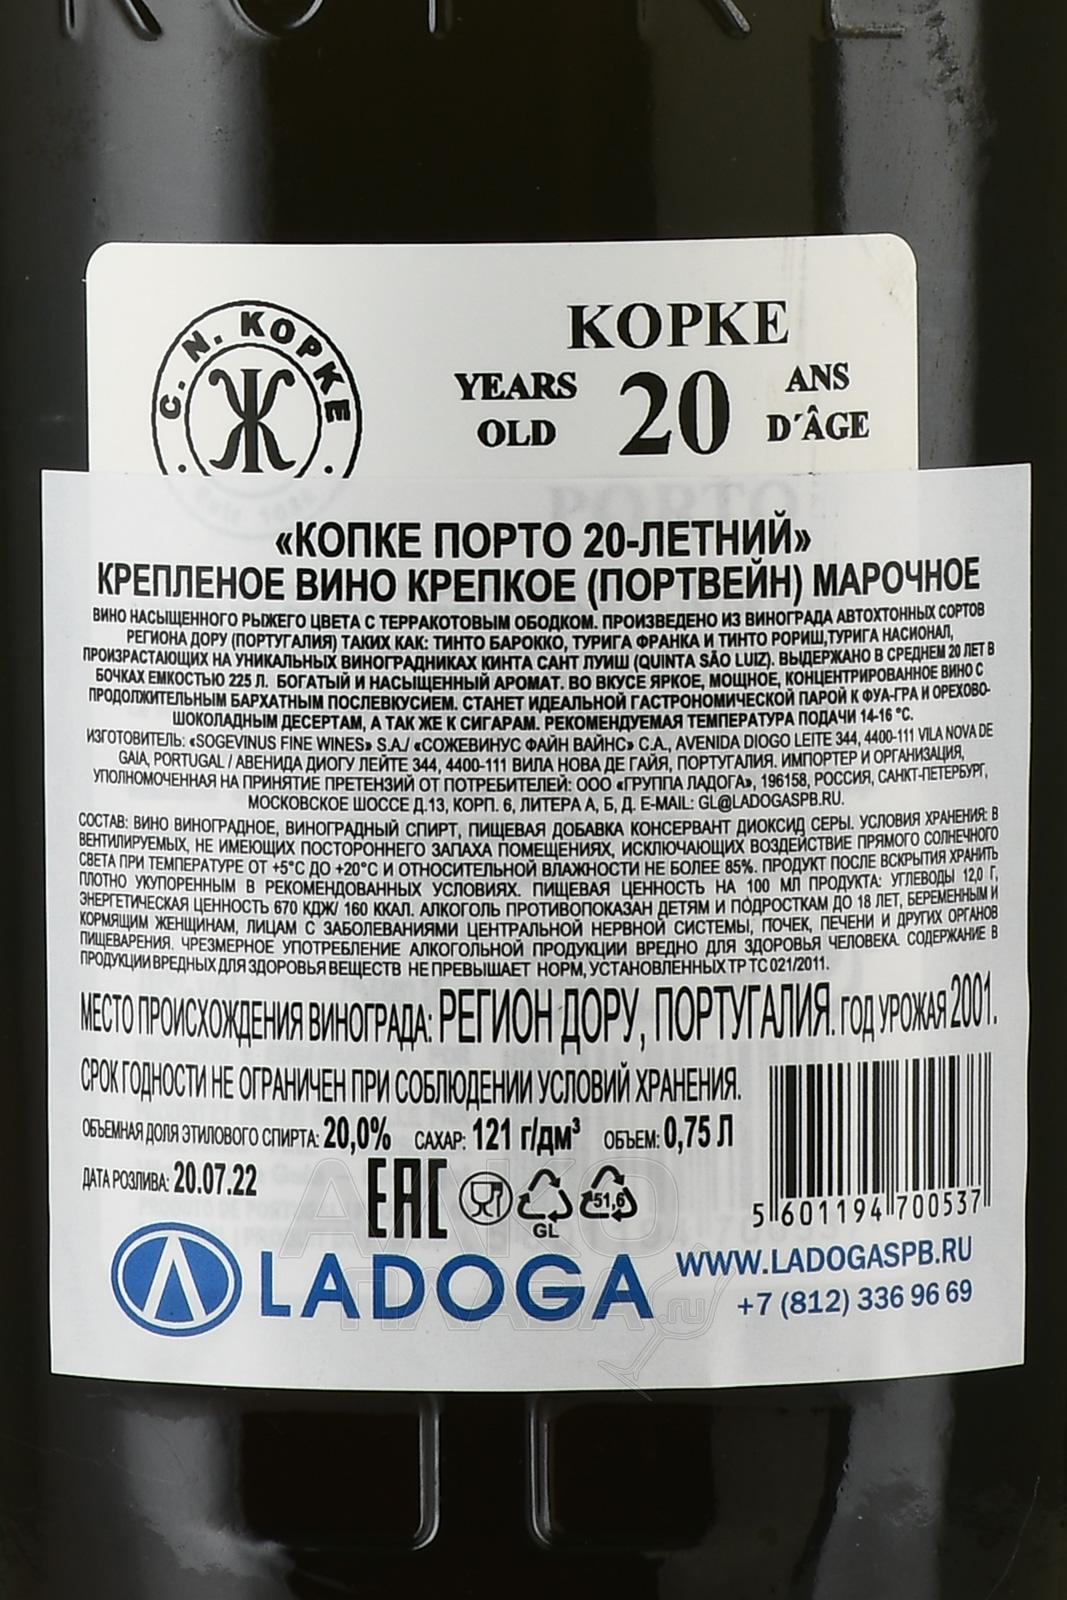 KOPKE
C. N. KOPKE
KOPKE
YEARS OLD 20 ANS D´ÂGE
PORTO
«КОПКЕ ПОРТО 20-ЛЕТНИЙ»
КРЕПЛЕНОЕ ВИНО КРЕПКОЕ (ПОРТВЕЙН) МАРОЧНОЕ
ВИНО НАСЫЩЕННОГО РЫЖЕГО ЦВЕТА С ТЕРРАКОТОВЫМ ОБОДКОМ. ПРОИЗВЕДЕНО ИЗ ВИНОГРАДА АВТОХТОННЫХ СОРТОВ
РЕГИОНА ДОРУ (ПОРТУГАЛИЯ) ТАКИХ КАК: ТИНТО БАРОККО, ТУРИГА ФРАНКА И ТИНТО РОРИШ,ТУРИГА НАСИОНАЛ,
ПРОИЗРАСТАЮЩИХ НА УНИКАЛЬНЫХ ВИНОГРАДНИКАХ КИНТА САНТ ЛУИШ (QUINTA SÃO LUIZ). ВЫДЕРЖАНО В СРЕДНЕМ 20 ЛЕТ В
БОЧКАХ ЕМКОСТЬЮ 225 Л. БОГАТЫЙ И НАСЫЩЕННЫЙ АРОМАТ. ВО ВКУСЕ ЯРКОЕ, МОЩНОЕ, КОНЦЕНТРИРОВАННОЕ ВИНО С
ПРОДОЛЖИТЕЛЬНЫМ БАРХАТНЫМ ПОСЛЕВКУСИЕМ. СТАНЕТ ИДЕАЛЬНОЙ ГАСТРОНОМИЧЕСКОЙ ПАРОЙ К ФУА-ГРА И ОРЕХОВО-
ШОКОЛАДНЫМ ДЕСЕРТАМ, А ТАК ЖЕ К СИГАРАМ. РЕКОМЕНДУЕМАЯ ТЕМПЕРАТУРА ПОДАЧИ 14-16 °С.
ИЗГОТОВИТЕЛЬ: «SOGEVINUS FINE WINES» S.A./ «СОЖЕВИНУС ФАЙН ВАЙНС» С.А., AVENIDA DIOGO LEITE 344, 4400-111 VILA NOVA DE
GAIA, PORTUGAL / АВЕНИДА ДИОГУ ЛЕЙТЕ 344, 4400-111 ВИЛА НОВА ДЕ ГАЙЯ, ПОРТУГАЛИЯ. ИМПОРТЕР И ОРГАНИЗАЦИЯ,
УПОЛНОМОЧЕННАЯ НА ПРИНЯТИЕ ПРЕТЕНЗИЙ ОТ ПОТРЕБИТЕЛЕЙ: ООО «ГРУППА ЛАДОГА», 196158, РОССИЯ, САНКТ-ПЕТЕРБУРГ,
МОСКОВСКОЕ ШОССЕ Д.13, КОРП. 6, ЛИТЕРА А, Б, Д. E-MAIL: GL@LADOGASPB.RU.
СОСТАВ: ВИНО ВИНОГРАДНОЕ, ВИНОГРАДНЫЙ СПИРТ, ПИЩЕВАЯ ДОБАВКА КОНСЕРВАНТ ДИОКСИД СЕРЫ. УСЛОВИЯ ХРАНЕНИЯ: В
ВЕНТИЛИРУЕМЫХ, НЕ ИМЕЮЩИХ ПОСТОРОННЕГО ЗАПАХА ПОМЕЩЕНИЯХ, ИСКЛЮЧАЮЩИХ ВОЗДЕЙСТВИЕ ПРЯМОГО СОЛНЕЧНОГО
СВЕТА ПРИ ТЕМПЕРАТУРЕ ОТ +5°С ДО +20°С И ОТНОСИТЕЛЬНОЙ ВЛАЖНОСТИ НЕ БОЛЕЕ 85%. ПРОДУКТ ПОСЛЕ ВСКРЫТИЯ ХРАНИТЬ
ПЛОТНО УКУПОРЕННЫМ В РЕКОМЕНДОВАННЫХ УСЛОВИЯХ. ПИЩЕВАЯ ЦЕННОСТЬ НА 100 МЛ ПРОДУКТА: УГЛЕВОДЫ 12,0 Г,
ЭНЕРГЕТИЧЕСКАЯ ЦЕННОСТЬ 670 КДЖ/ 160 ККАЛ. АЛКОГОЛЬ ПРОТИВОПОКАЗАН ДЕТЯМ И ПОДРОСТКАМ ДО 18 ЛЕТ, БЕРЕМЕННЫМ И
КОРМЯЩИМ ЖЕНЩИНАМ, ЛИЦАМ С ЗАБОЛЕВАНИЯМИ ЦЕНТРАЛЬНОЙ НЕРВНОЙ СИСТЕМЫ, ПОЧЕК, ПЕЧЕНИ И ДРУГИХ ОРГАНОВ
ПИЩЕВАРЕНИЯ. ЧРЕЗМЕРНОЕ УПОТРЕБЛЕНИЕ АЛКОГОЛЬНОЙ ПРОДУКЦИИ ВРЕДНО ДЛЯ ЗДОРОВЬЯ ЧЕЛОВЕКА. СОДЕРЖАНИЕ В
ПРОДУКЦИИ ВРЕДНЫХ ДЛЯ ЗДОРОВЬЯ ВЕЩЕСТВ НЕ ПРЕВЫШАЕТ НОРМ, УСТАНОВЛЕННЫХ ТР ТС 021/2011.
МЕСТО ПРОИСХОЖДЕНИЯ ВИНОГРАДА: РЕГИОН ДОРУ, ПОРТУГАЛИЯ. ГОД УРОЖАЯ 2001.
СРОК ГОДНОСТИ НЕ ОГРАНИЧЕН ПРИ СОБЛЮДЕНИИ УСЛОВИЙ ХРАНЕНИЯ.
ОБЪЕМНАЯ ДОЛЯ ЭТИЛОВОГО СПИРТА: 20,0% САХАР: 121 г/дм³ ОБЪЕМ: 0,75 Л
ДАТА РОЗЛИВА: 20.07.22
EAC GL 51,6
5 601194 700537
LADOGA
WWW.LADOGASPB.RU
+7 (812) 336 96 69
АЛКО
ПЛАЗА.ru